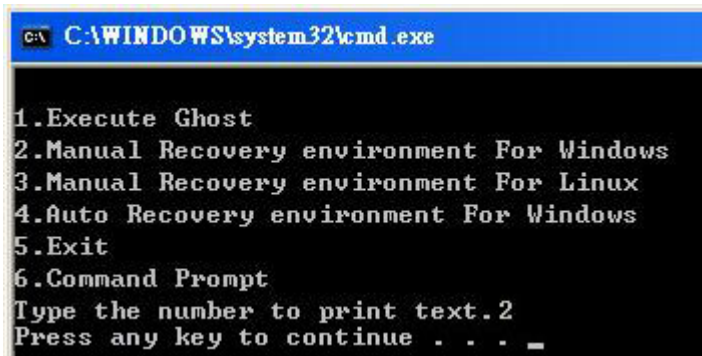 C:\WINDOWS\system32\cmd.exe
1.Execute Ghost
2.Manual Recovery environment For Windows
3.Manual Recovery environment For Linux
4.Auto Recovery environment For Windows
5.Exit
6.Command Prompt
Type the number to print text.2
Press any key to continue . . . _